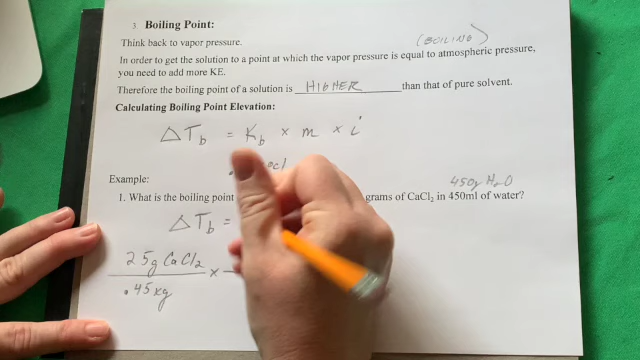 3. Boiling Point:
Think back to vapor pressure.
(BOILING)
In order to get the solution to a point at which the vapor pressure is equal to atmospheric pressure,
you need to add more KE.
Therefore the boiling point of a solution is HIGHER than that of pure solvent.
Calculating Boiling Point Elevation:
ΔTb = Kb × m × i
Example:
450g H2O
1. What is the boiling point grams of CaCl2 in 450ml of water?
ΔTb =
25g CaCl2 ×
.45kg